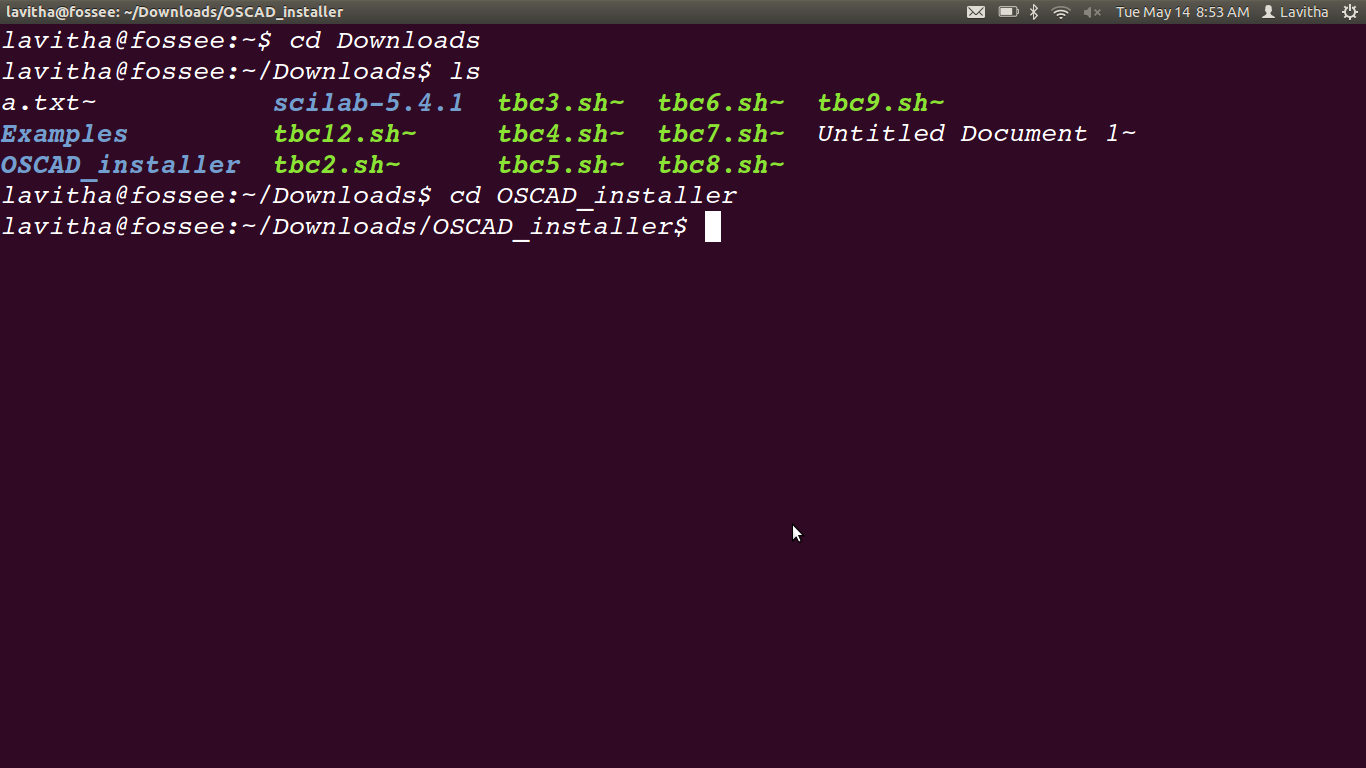 lavitha@fossee: ~/Downloads/OSCAD_installer Tue May 14 8:53 AM Lavitha
lavitha@fossee:~$ cd Downloads
lavitha@fossee:~/Downloads$ ls
a.txt~ scilab-5.4.1 tbc3.sh~ tbc6.sh~ tbc9.sh~
Examples tbc12.sh~ tbc4.sh~ tbc7.sh~ Untitled Document 1~
OSCAD_installer tbc2.sh~ tbc5.sh~ tbc8.sh~
lavitha@fossee:~/Downloads$ cd OSCAD_installer
lavitha@fossee:~/Downloads/OSCAD_installer$